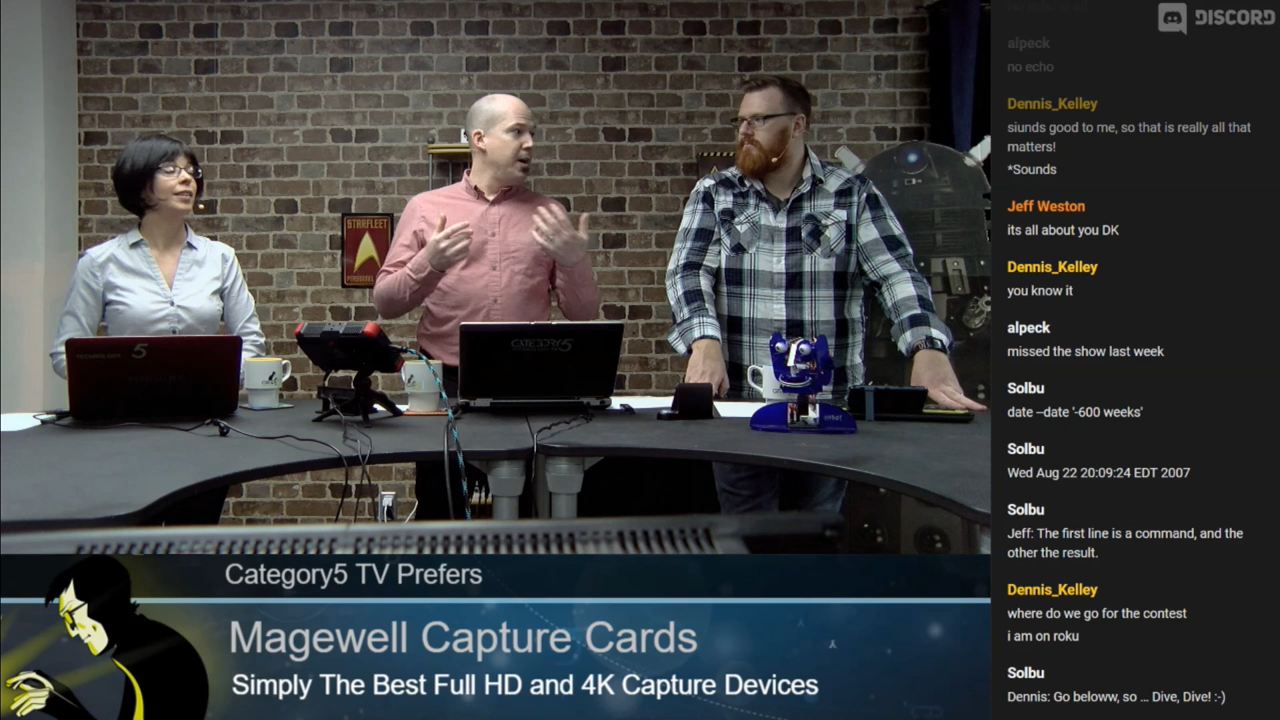 STARFLEET
PERSONNEL
5
CATEGORY5
Category5 TV Prefers
Magewell Capture Cards
Simply The Best Full HD and 4K Capture Devices
DISCORD
alpeck
no echo
Dennis_Kelley
siunds good to me, so that is really all that
matters!
*Sounds
Jeff Weston
its all about you DK
Dennis_Kelley
you know it
alpeck
missed the show last week
Solbu
date –date '-600 weeks'
Solbu
Wed Aug 22 20:09:24 EDT 2007
Solbu
Jeff: The first line is a command, and the
other the result.
Dennis_Kelley
where do we go for the contest
i am on roku
Solbu
Dennis: Go beloww, so ... Dive, Dive! :-)